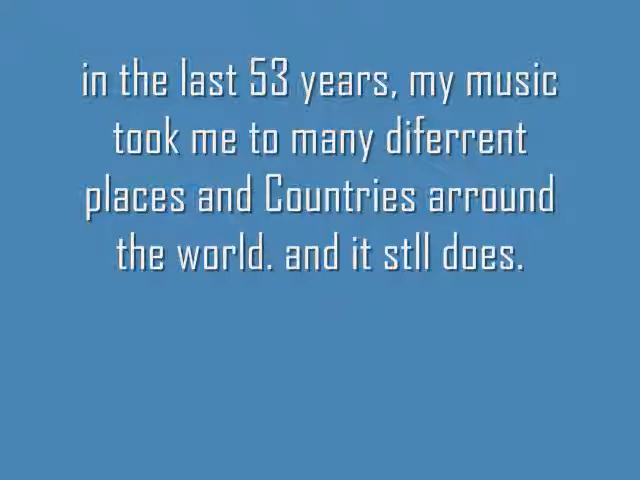 in the last 53 years, my music
took me to many diferrent
places and Countries arround
the world. and it stll does.